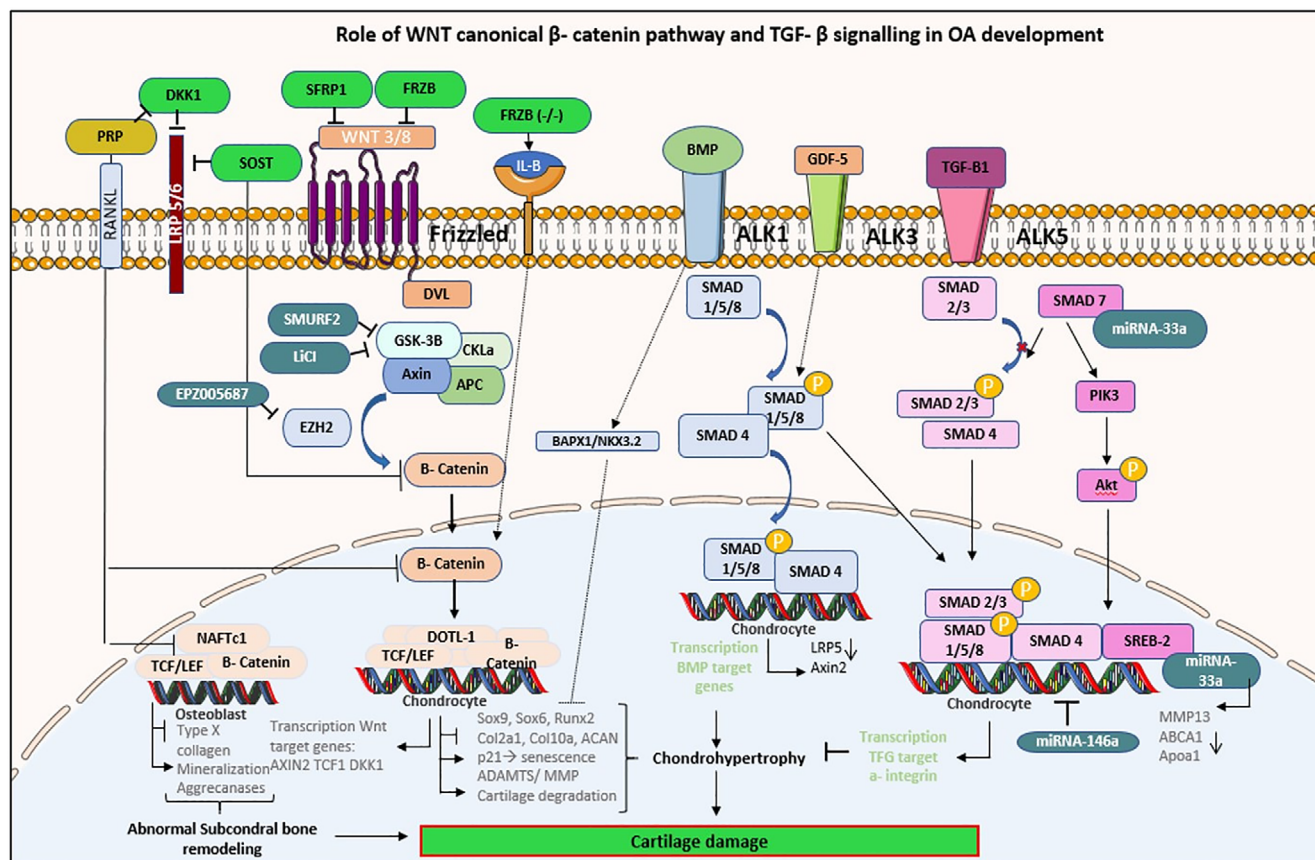 Role of WNT canonical β- catenin pathway and TGF- β signalling in OA development
DKK1
PRP
SOST
RANKL
LRP 5/6
SFRP1
FRZB
WNT 3/8
Frizzled
DVL
FRZB (-/-)
IL-B
BMP
ALK1
GDF-5
ALK3
TGF-B1
ALK5
SMURF2
LiCl
GSK-3B
CKLa
Axin
APC
EPZ005687
EZH2
B- Catenin
B- Catenin
SMAD
1/5/8
P
SMAD
1/5/8
SMAD 4
BAPX1/NKX3.2
SMAD
2/3
SMAD 7
miRNA-33a
P
SMAD 2/3
SMAD 4
PIK3
P
Akt
P
SMAD
1/5/8
SMAD 4
Chondrocyte
Transcription
BMP target
genes
LRP5
Axin2
P
SMAD 2/3
P
SMAD
1/5/8
SMAD 4
SREB-2
miRNA-
33a
Chondrocyte
miRNA-146a
MMP13
ABCA1
Apoa1
Transcription
TFG target
a- integrin
NAFTc1
TCF/LEF
B- Catenin
Osteoblast
Type X
collagen
Mineralization
Aggrecanases
Abnormal Subcondral bone
remodeling
DOTL-1
TCF/LEF
B-
Catenin
Chondrocyte
Transcription Wnt
target genes:
AXIN2 TCF1 DKK1
Sox9, Sox6, Runx2
Col2a1, Col10a, ACAN
p21→ senescence
ADAMTS/ MMP
Cartilage degradation
Chondrohypertrophy
Cartilage damage